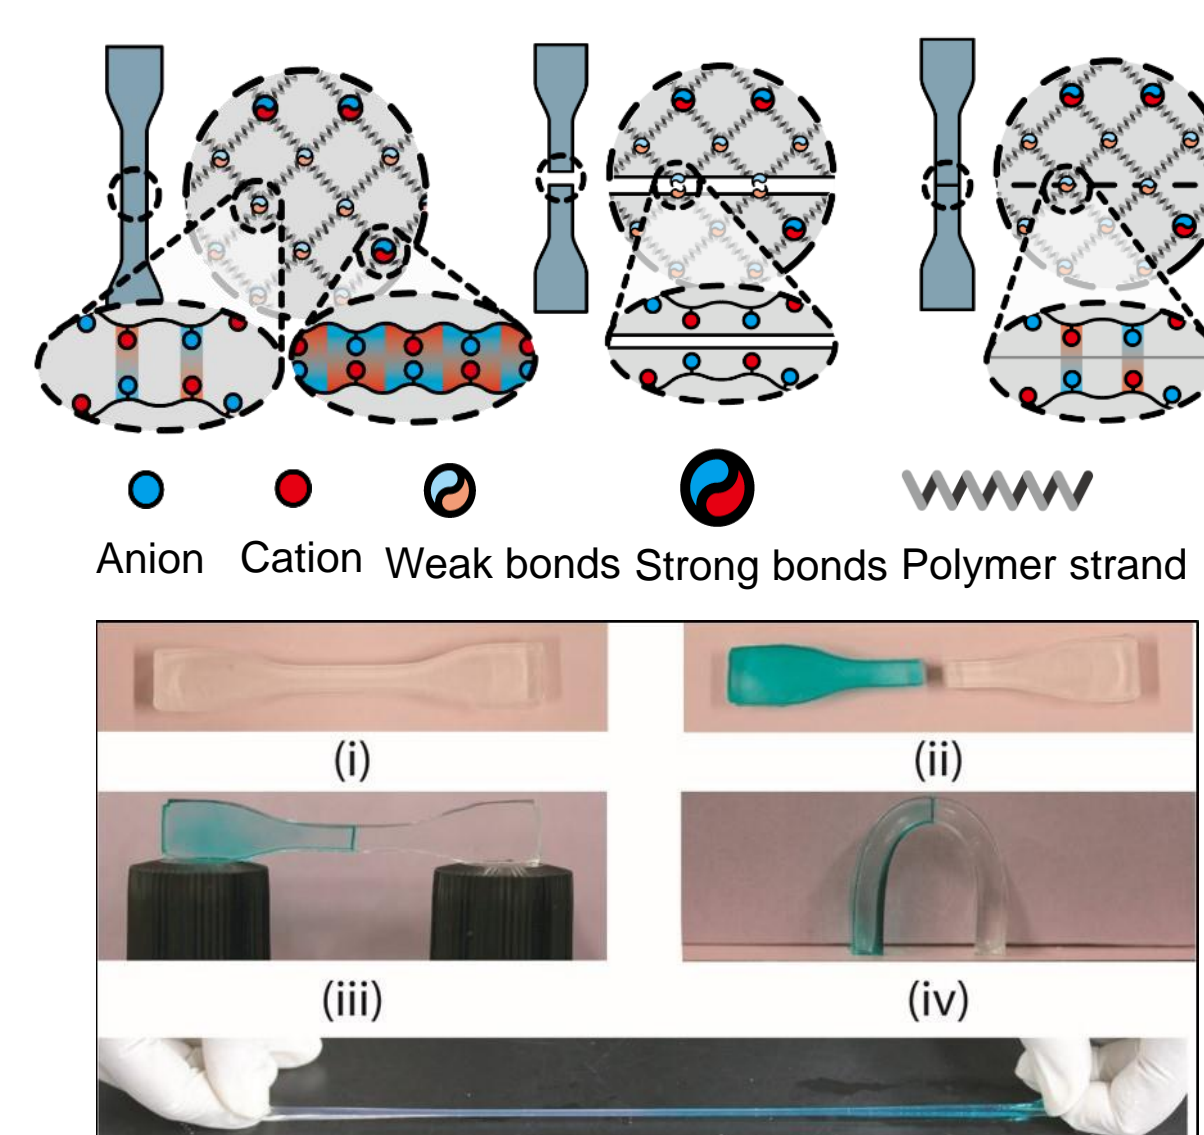 Anion Cation Weak bonds Strong bonds Polymer strand
(i) (ii)
(iii) (iv)